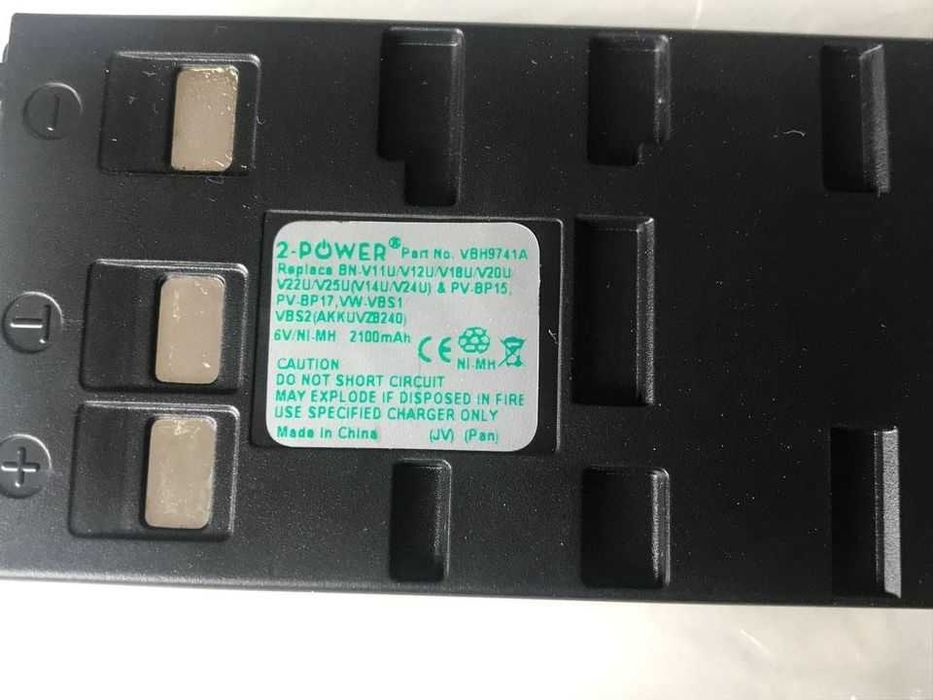 2-POWER® Part No. VBH9741A
Replace BN-V11U/V12U/V18U/V20U
V22U/V25U(V14U/V24U) & PV-BP15,
PV-BP17,VW-VBS1
VBS2(AKKUVZB240)
6V/NI-MH 2100mAh
CE
NI-MH
CAUTION
DO NOT SHORT CIRCUIT
MAY EXPLODE IF DISPOSED IN FIRE
USE SPECIFIED CHARGER ONLY
Made in China (JV) (Pan)
−
T
+